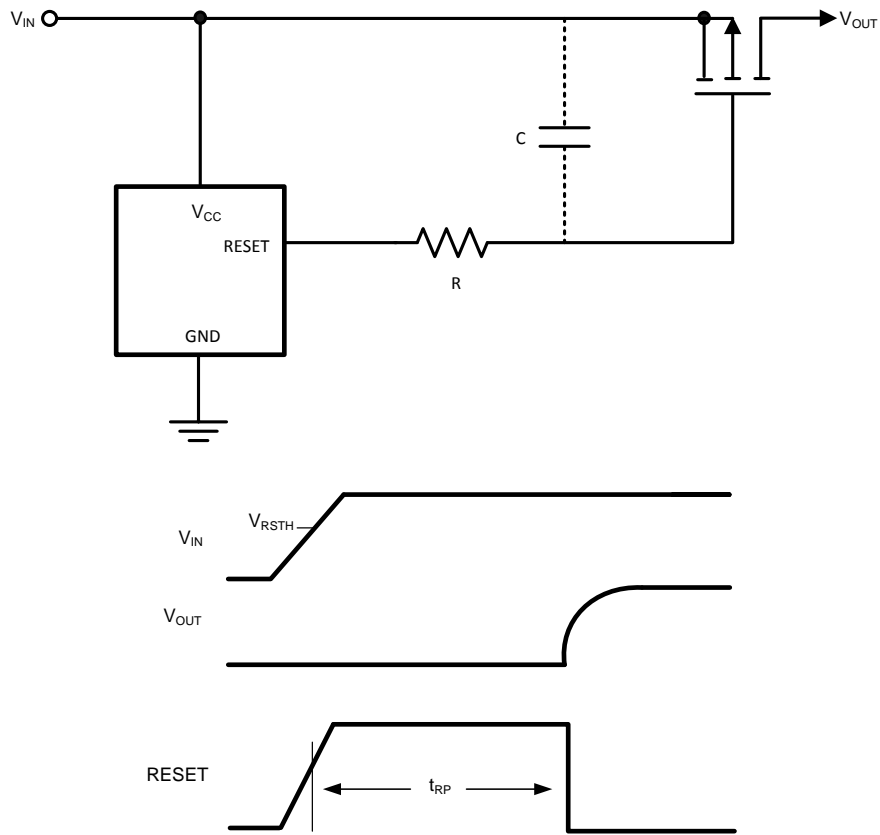 VIN
VOUT
C
VCC
RESET
R
GND
VRSTH
VIN
VOUT
RESET
tRP